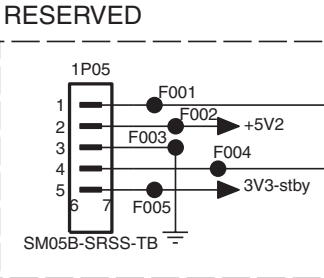 RESERVED
1P05
F001
1
F002
2
+5V2
F003
3
F004
4
5
3V3-stby
6 7
F005
SM05B-SRSS-TB